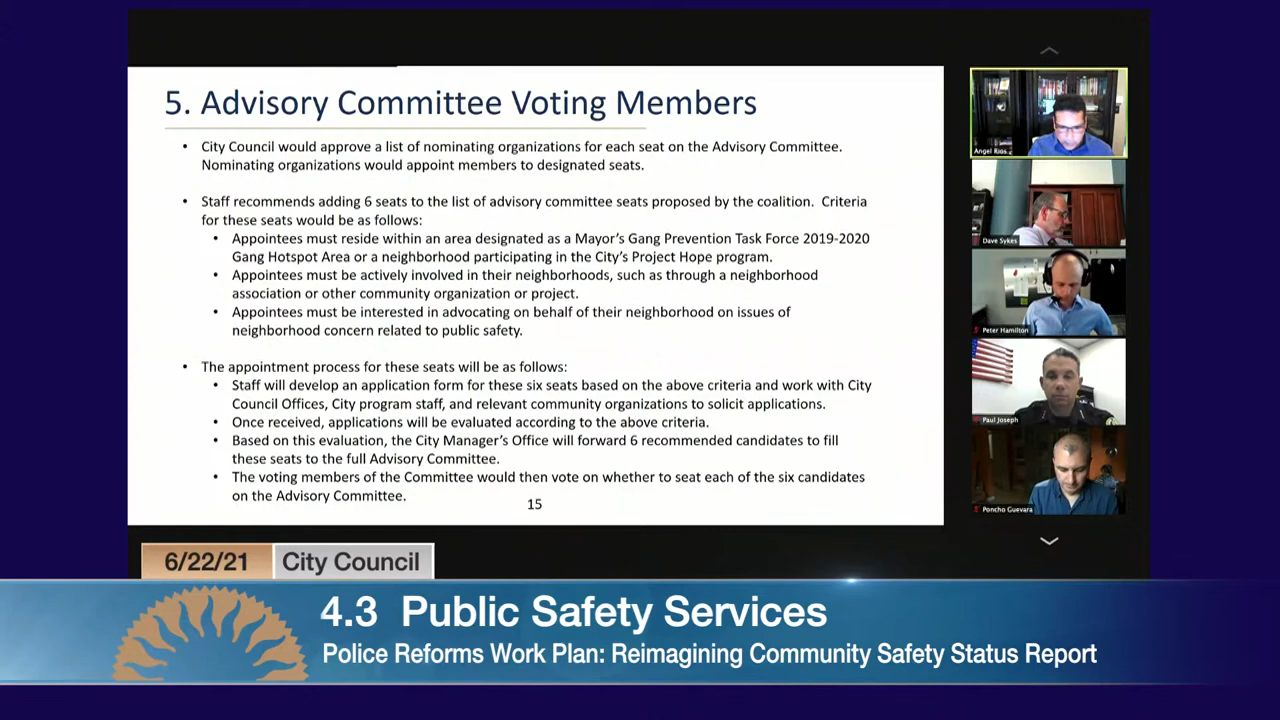 5. Advisory Committee Voting Members
• City Council would approve a list of nominating organizations for each seat on the Advisory Committee.
Nominating organizations would appoint members to designated seats.
• Staff recommends adding 6 seats to the list of advisory committee seats proposed by the coalition. Criteria
for these seats would be as follows:
• Appointees must reside within an area designated as a Mayor's Gang Prevention Task Force 2019-2020
Gang Hotspot Area or a neighborhood participating in the City's Project Hope program.
• Appointees must be actively involved in their neighborhoods, such as through a neighborhood
association or other community organization or project.
• Appointees must be interested in advocating on behalf of their neighborhood on issues of
neighborhood concern related to public safety.
• The appointment process for these seats will be as follows:
• Staff will develop an application form for these six seats based on the above criteria and work with City
Council Offices, City program staff, and relevant community organizations to solicit applications.
• Once received, applications will be evaluated according to the above criteria.
• Based on this evaluation, the City Manager's Office will forward 6 recommended candidates to fill
these seats to the full Advisory Committee.
• The voting members of the Committee would then vote on whether to seat each of the six candidates
on the Advisory Committee.
15
Angel Rios
Dave Sykes
Peter Hamilton
Paul Joseph
Poncho Guevara
6/22/21 City Council
4.3 Public Safety Services
Police Reforms Work Plan: Reimagining Community Safety Status Report